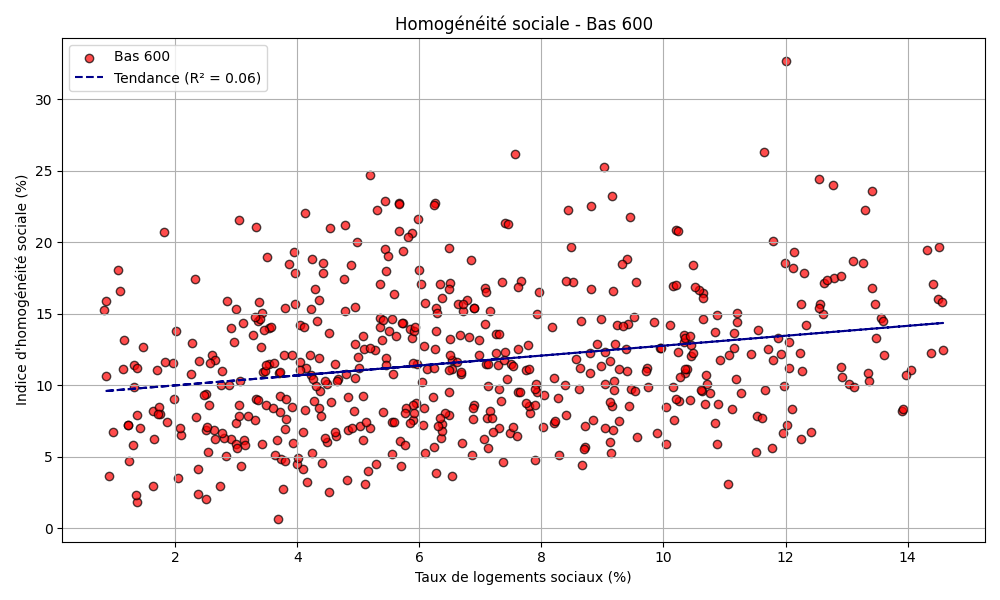 Homogénéité sociale - Bas 600
Bas 600
Tendance (R² = 0.06)
Indice d'homogénéité sociale (%)
30
25
20
15
10
5
0
2
4
6
8
10
12
14
Taux de logements sociaux (%)